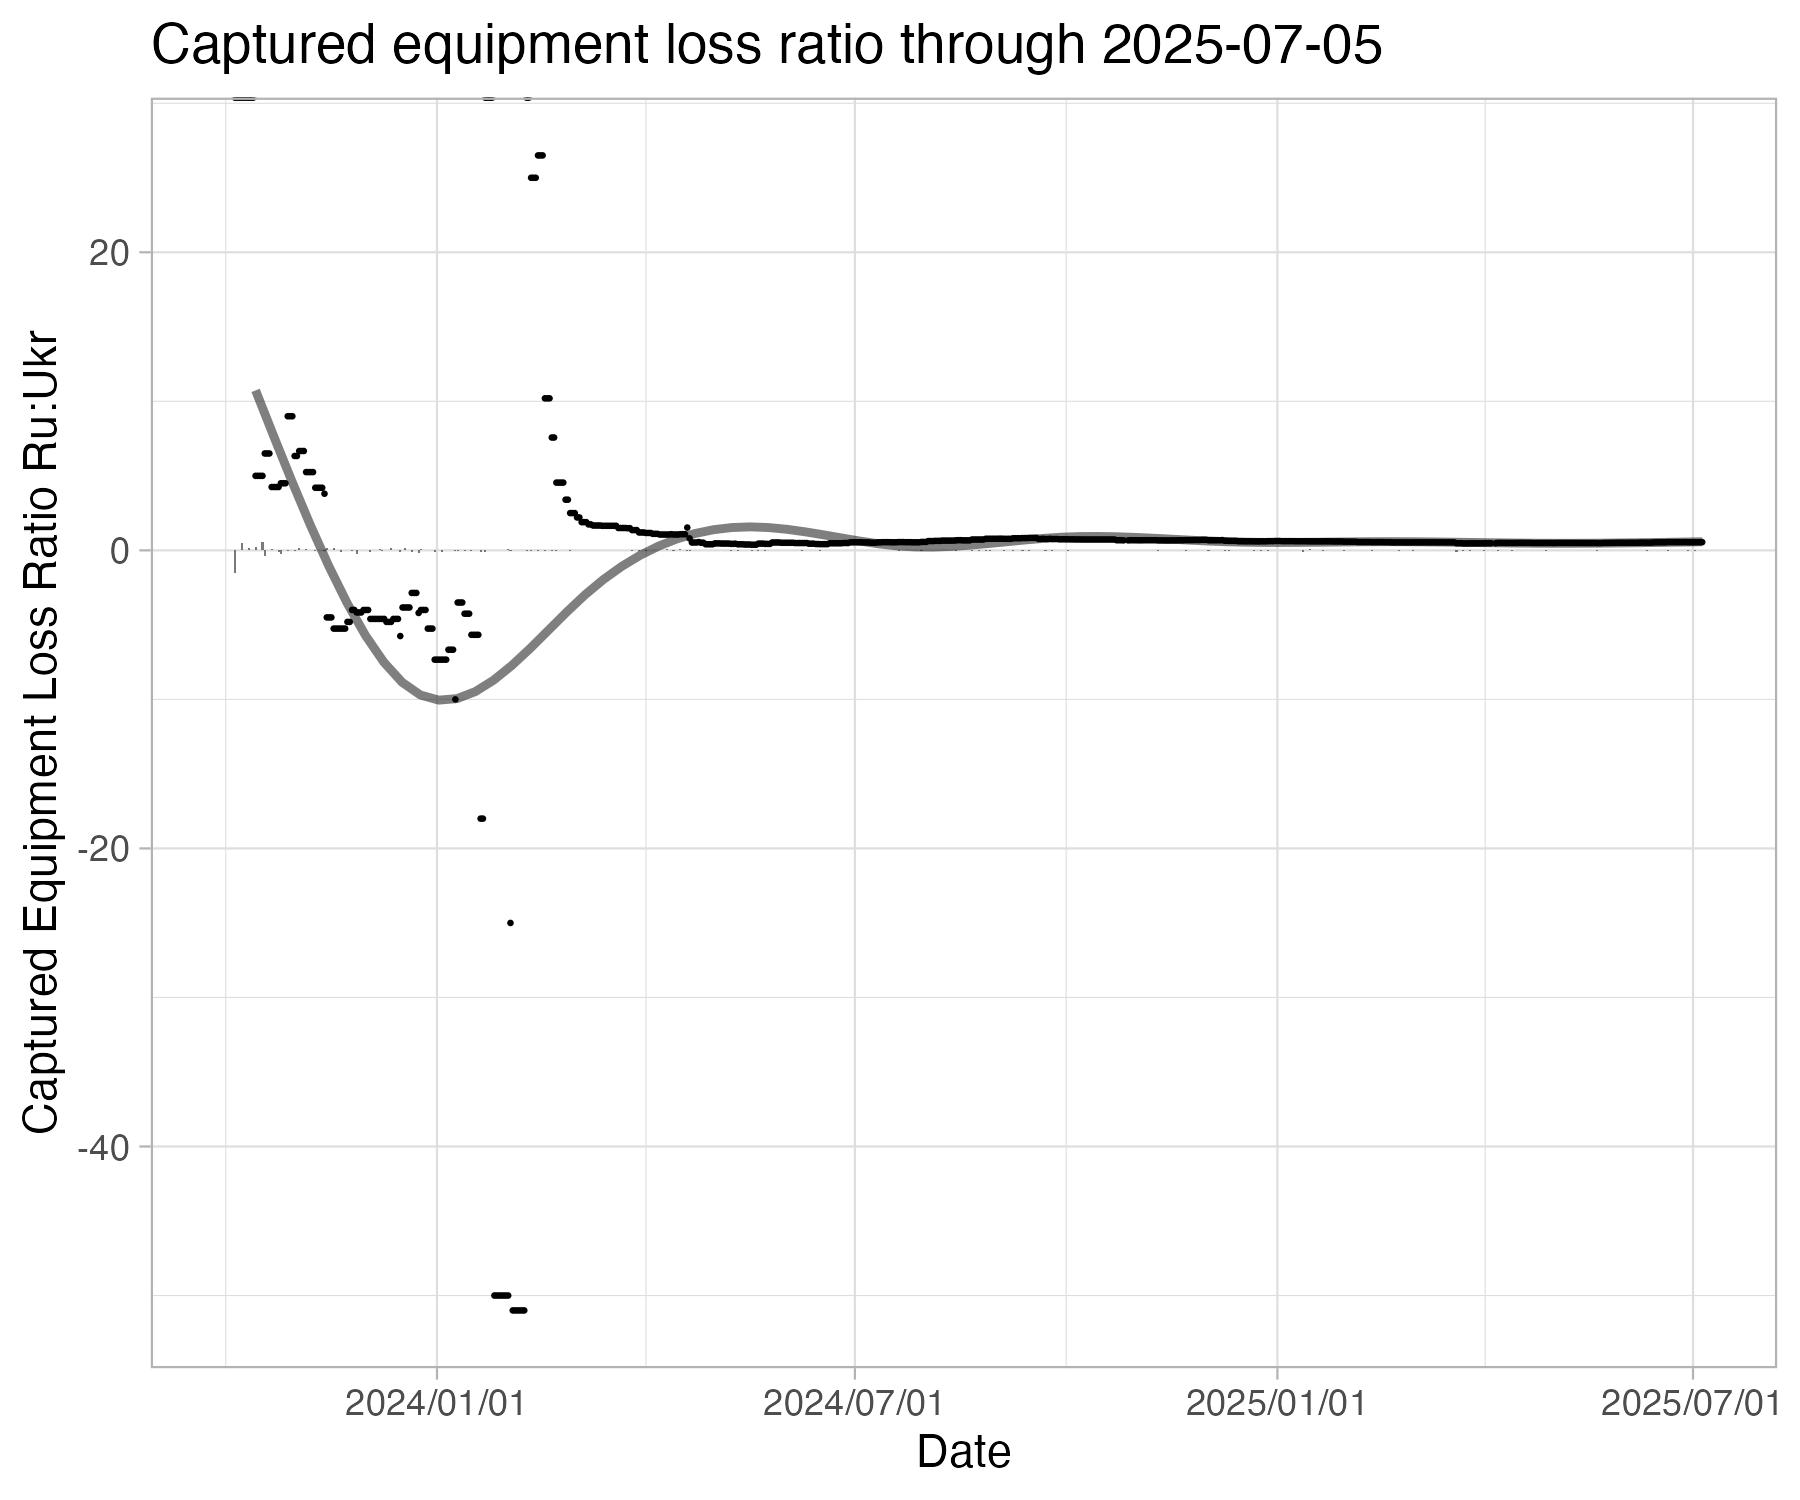 Captured equipment loss ratio through 2025-07-05
Captured Equipment Loss Ratio Ru:Ukr
20
0
-20
-40
2024/01/01
2024/07/01
2025/01/01
2025/07/01
Date